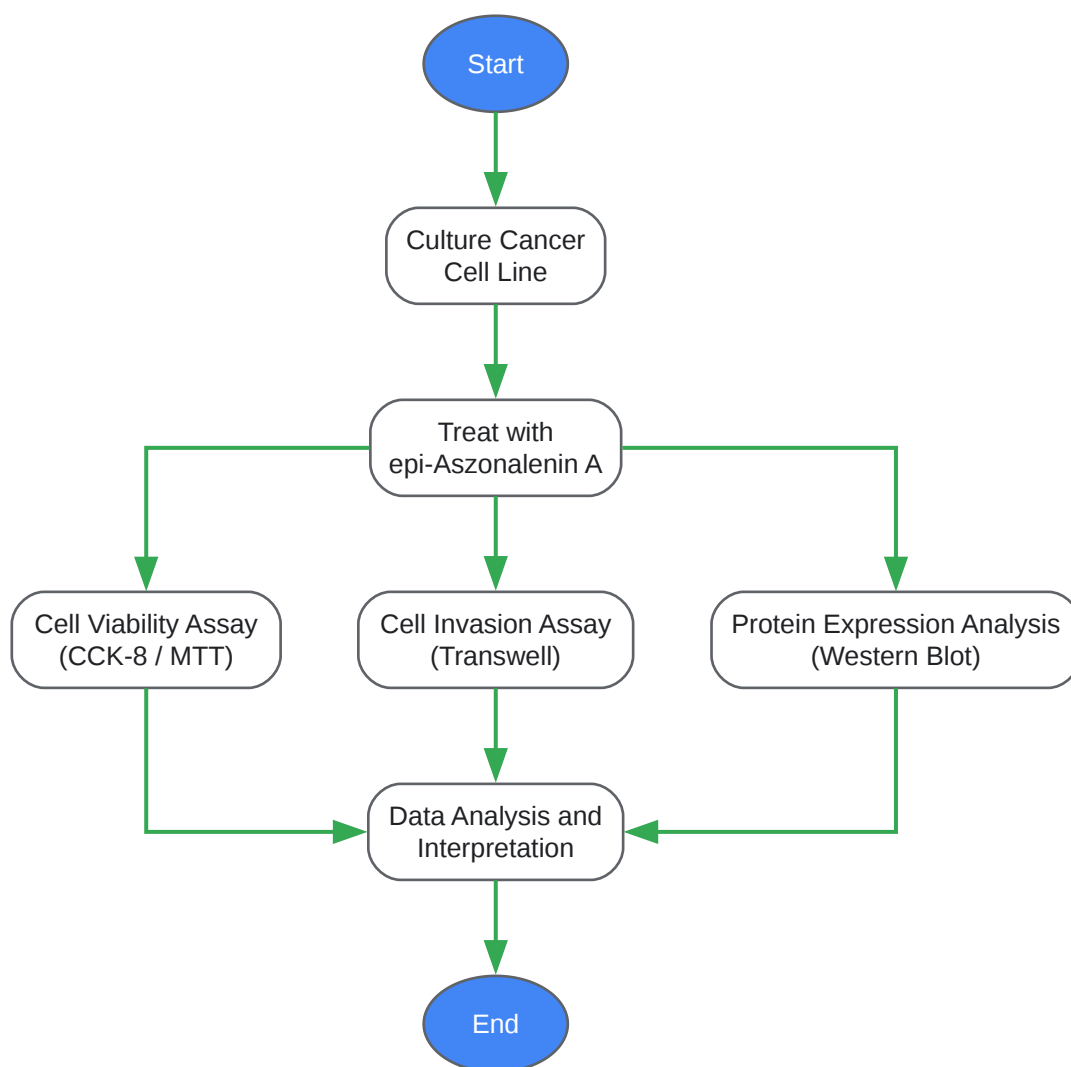 Start
Culture Cancer
Cell Line
Treat with
epi-Aszonalenin A
Cell Viability Assay
(CCK-8 / MTT)
Cell Invasion Assay
(Transwell)
Protein Expression Analysis
(Western Blot)
Data Analysis and
Interpretation
End